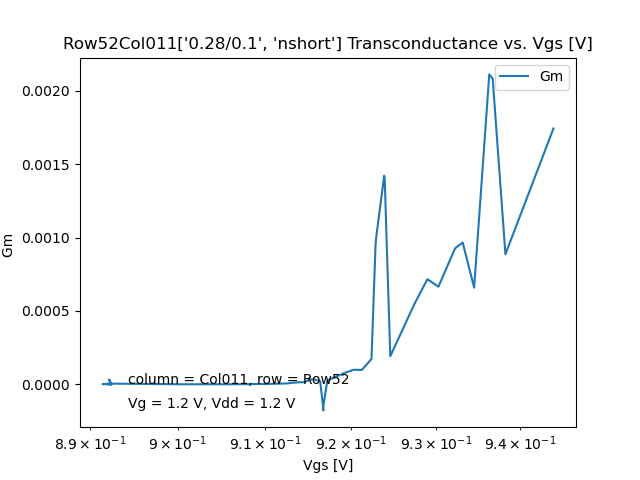 Row52Col011['0.28/0.1', 'nshort'] Transconductance vs. Vgs [V]
Gm
0.0020
0.0015
0.0010
0.0005
0.0000
Gm
column = Col011, row = Row52
Vg = 1.2 V, Vdd = 1.2 V
8.9 × 10⁻¹ 9 × 10⁻¹ 9.1 × 10⁻¹ 9.2 × 10⁻¹ 9.3 × 10⁻¹ 9.4 × 10⁻¹
Vgs [V]